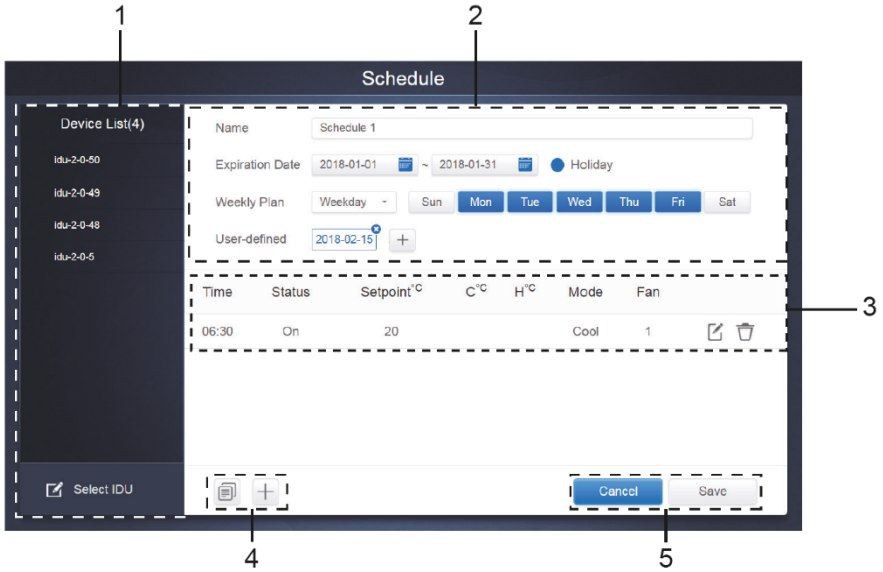 1
2
Schedule
Device List(4)
idu-2-0-50
idu-2-0-49
idu-2-0-48
idu-2-0-5
Select IDU
Name Schedule 1
Expiration Date 2018-01-01 ~ 2018-01-31 Holiday
Weekly Plan Weekday Sun Mon Tue Wed Thu Fri Sat
User-defined 2018-02-15 +
Time Status Setpoint°C C°C H°C Mode Fan
06:30 On 20 Cool 1
3
+
Cancel Save
4
5